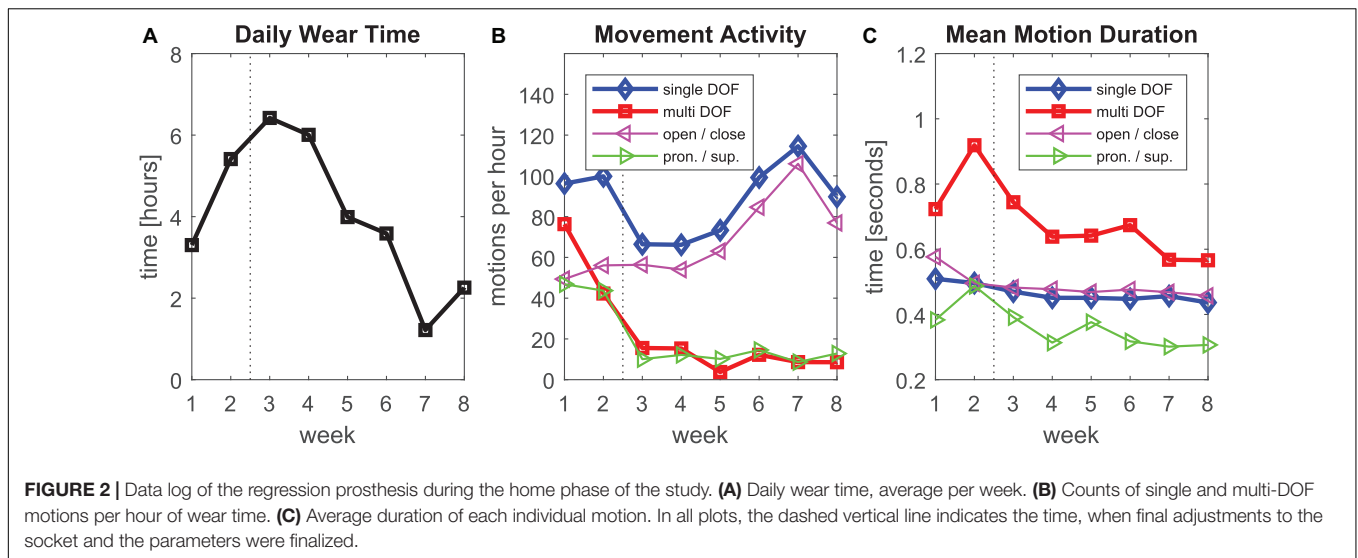 A Daily Wear Time
8
6
4
2
0
time [hours]
1 2 3 4 5 6 7 8
week
B Movement Activity
single DOF
multi DOF
open / close
pron. / sup.
140
120
100
80
60
40
20
0
motions per hour
1 2 3 4 5 6 7 8
week
C Mean Motion Duration
single DOF
multi DOF
open / close
pron. / sup.
1.2
1
0.8
0.6
0.4
0.2
time [seconds]
1 2 3 4 5 6 7 8
week
FIGURE 2 | Data log of the regression prosthesis during the home phase of the study. (A) Daily wear time, average per week. (B) Counts of single and multi-DOF
motions per hour of wear time. (C) Average duration of each individual motion. In all plots, the dashed vertical line indicates the time, when final adjustments to the
socket and the parameters were finalized.